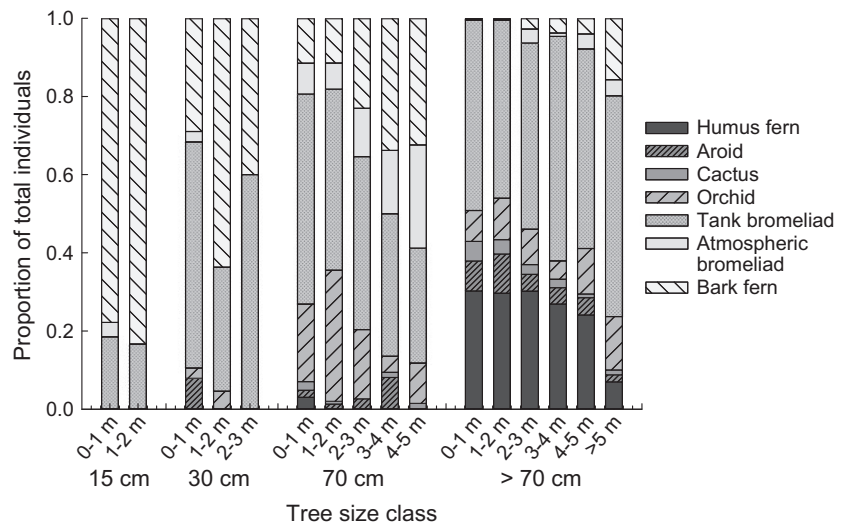 Proportion of total individuals
1.0
0.8
0.6
0.4
0.2
0.0
0-1 m
1-2 m
0-1 m
1-2 m
2-3 m
0-1 m
1-2 m
2-3 m
3-4 m
4-5 m
0-1 m
1-2 m
2-3 m
3-4 m
4-5 m
>5 m
15 cm
30 cm
70 cm
> 70 cm
Tree size class
Humus fern
Aroid
Cactus
Orchid
Tank bromeliad
Atmospheric
bromeliad
Bark fern